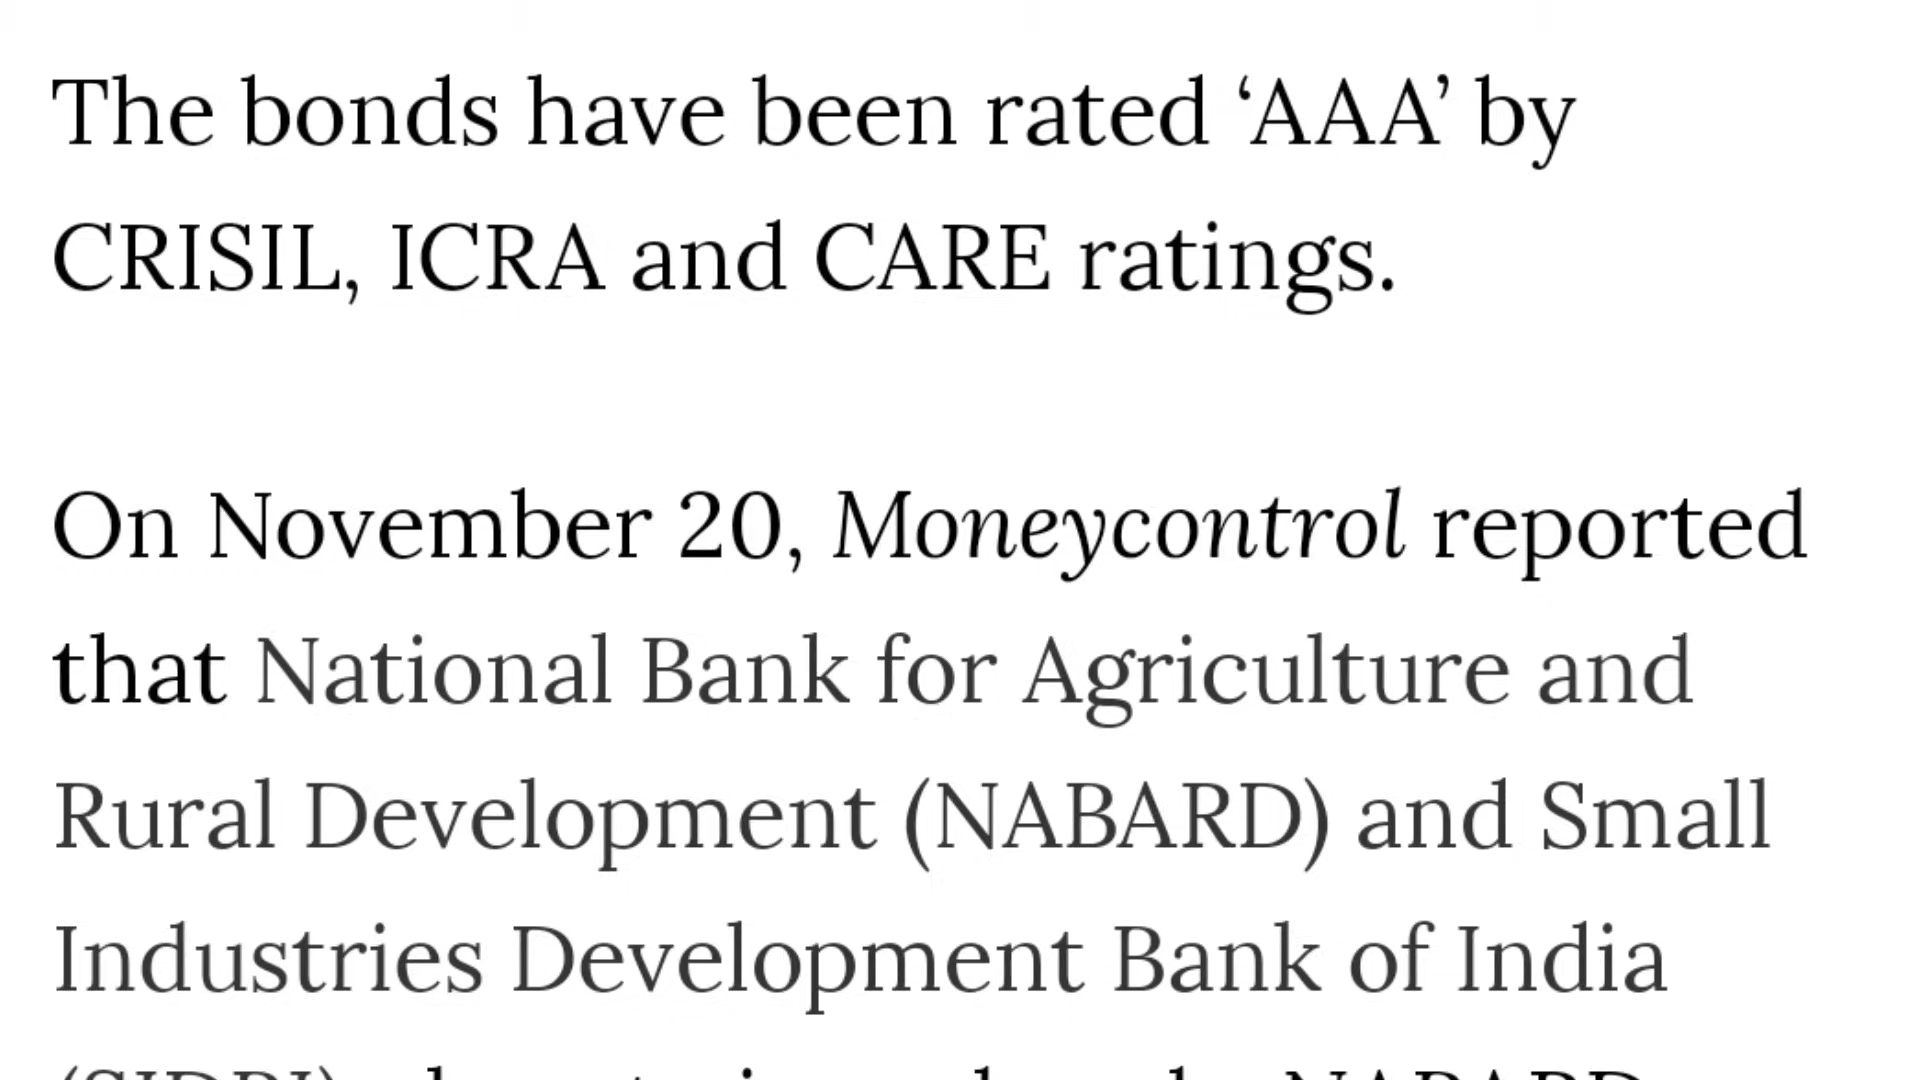 The bonds have been rated ‘AAA’ by
CRISIL, ICRA and CARE ratings.
On November 20, Moneycontrol reported
that National Bank for Agriculture and
Rural Development (NABARD) and Small
Industries Development Bank of India